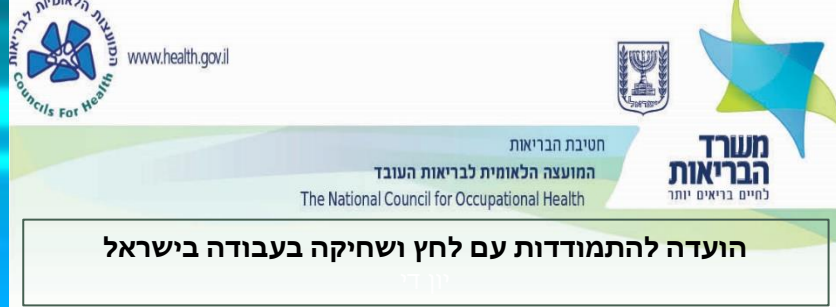 המועצות הלאומיות לבריאות
Councils For Health
www.health.gov.il
משרד
הבריאות
לחיים בריאים יותר
חטיבת הבריאות
המועצה הלאומית לבריאות העובד
The National Council for Occupational Health
הועדה להתמודדות עם לחץ ושחיקה בעבודה בישראל